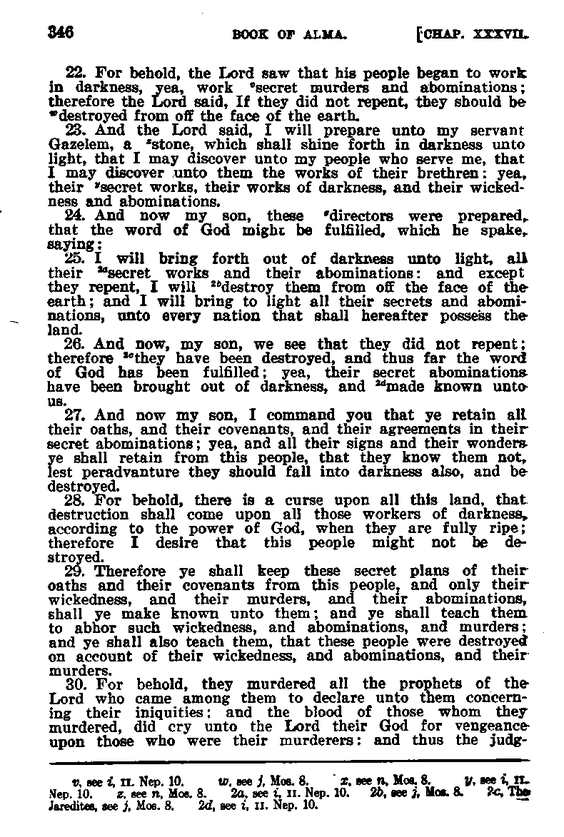 346 BOOK OF ALMA. [CHAP. XXXVII.
22. For behold, the Lord saw that his people began to work
in darkness, yea, work ᵛsecret murders and abominations;
therefore the Lord said, If they did not repent, they should be
ʷdestroyed from off the face of the earth.
23. And the Lord said, I will prepare unto my servant
Gazelem, a ˣstone, which shall shine forth in darkness unto
light, that I may discover unto my people who serve me, that
I may discover unto them the works of their brethren: yea,
their ʸsecret works, their works of darkness, and their wicked-
ness and abominations.
24. And now my son, these ᶻdirectors were prepared,
that the word of God might be fulfilled, which he spake,
saying:
25. I will bring forth out of darkness unto light, all
their ²ᵃsecret works and their abominations: and except
they repent, I will ²ᵇdestroy them from off the face of the
earth; and I will bring to light all their secrets and abomi-
nations, unto every nation that shall hereafter possess the
land.
26. And now, my son, we see that they did not repent;
therefore ²ᶜthey have been destroyed, and thus far the word
of God has been fulfilled; yea, their secret abominations
have been brought out of darkness, and ²ᵈmade known unto
us.
27. And now my son, I command you that ye retain all
their oaths, and their covenants, and their agreements in their
secret abominations; yea, and all their signs and their wonders
ye shall retain from this people, that they know them not,
lest peradvanture they should fall into darkness also, and be
destroyed.
28. For behold, there is a curse upon all this land, that
destruction shall come upon all those workers of darkness,
according to the power of God, when they are fully ripe;
therefore I desire that this people might not be de-
stroyed.
29. Therefore ye shall keep these secret plans of their
oaths and their covenants from this people, and only their
wickedness, and their murders, and their abominations,
shall ye make known unto them; and ye shall teach them
to abhor such wickedness, and abominations, and murders;
and ye shall also teach them, that these people were destroyed
on account of their wickedness, and abominations, and their
murders.
30. For behold, they murdered all the prophets of the
Lord who came among them to declare unto them concern-
ing their iniquities: and the blood of those whom they
murdered, did cry unto the Lord their God for vengeance
upon those who were their murderers: and thus the judg-
v, see i, II. Nep. 10. w, see j, Mos. 8. x, see n, Mos. 8. y, see i, II.
Nep. 10. z, see n, Mos. 8. 2a, see i, II. Nep. 10. 2b, see j, Mos. 8. 2c, The
Jaredites, see j, Mos. 8. 2d, see i, II. Nep. 10.